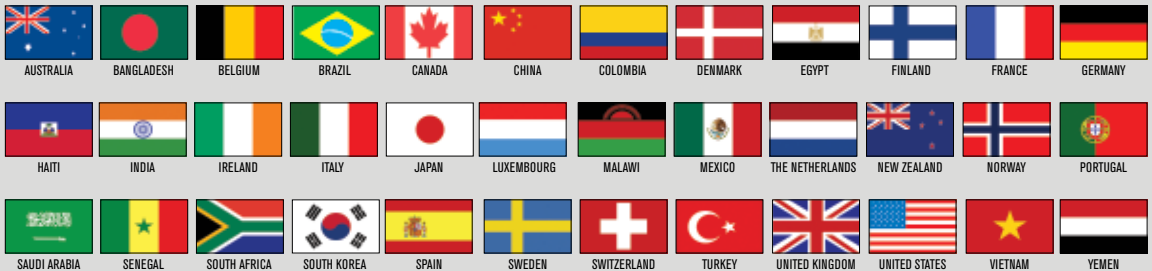 AUSTRALIA BANGLADESH BELGIUM BRAZIL CANADA CHINA COLOMBIA DENMARK EGYPT FINLAND FRANCE GERMANY
HAITI INDIA IRELAND ITALY JAPAN LUXEMBOURG MALAWI MEXICO THE NETHERLANDS NEW ZEALAND NORWAY PORTUGAL
SAUDI ARABIA SENEGAL SOUTH AFRICA SOUTH KOREA SPAIN SWEDEN SWITZERLAND TURKEY UNITED KINGDOM UNITED STATES VIETNAM YEMEN